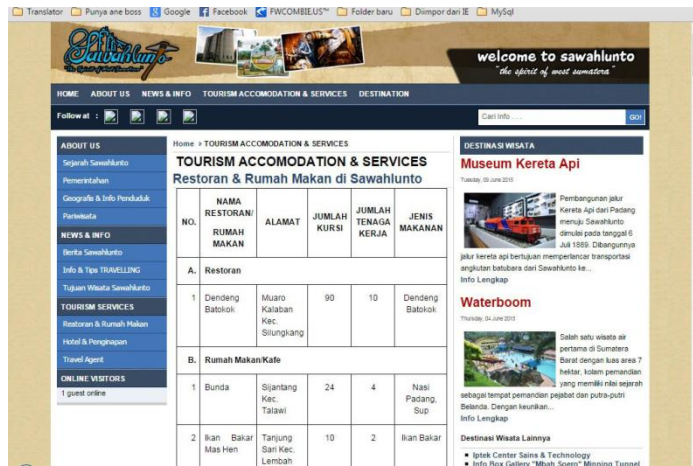 Translator Punya ane boss Google Facebook FWCOMBIE.US™ Folder baru Diimpor dari IE MySql
Sawahlunto
welcome to sawahlunto
"the spirit of west sumatera"
HOME ABOUT US NEWS & INFO TOURISM ACCOMODATION & SERVICES DESTINATION
Follow at :
Cari Info .....
GO!
ABOUT US
Sejarah Sawahlunto
Pemerintahan
Geografis & Info Penduduk
Pariwisata
NEWS & INFO
Berita Sawahlunto
Info & Tips TRAVELLING
Tujuan Wisata Sawahlunto
TOURISM SERVICES
Restoran & Rumah Makan
Hotel & Penginapan
Travel Agent
ONLINE VISITORS
1 guest online
Home > TOURISM ACCOMODATION & SERVICES
TOURISM ACCOMODATION & SERVICES
Restoran & Rumah Makan di Sawahlunto
NO.
NAMA
RESTORAN/
RUMAH
MAKAN
ALAMAT
JUMLAH
KURSI
JUMLAH
TENAGA
KERJA
JENIS
MAKANAN
A. Restoran
1
Dendeng
Batokok
Muaro
Kalaban
Kec.
Silungkang
90
10
Dendeng
Batokok
B. Rumah Makan/Kafe
1
Bunda
Sijantang
Kec.
Talawi
24
4
Nasi
Padang,
Sup
2
Ikan Bakar
Mas Hen
Tanjung
Sari Kec.
Lembah
10
2
Ikan Bakar
DESTINASI WISATA
Museum Kereta Api
Tuesday, 09 June 2015
Pembangunan jalur
Kereta Api dari Padang
menuju Sawahlunto
dimulai pada tanggal 6
Juli 1889. Dibangunnya
jalur kereta api bertujuan memperlancar transportasi
angkutan batubara dari Sawahlunto ke...
Info Lengkap
Waterboom
Thursday, 04 June 2015
Salah satu wisata air
pertama di Sumatera
Barat dengan luas area 7
hektar, kolam pemandian
yang memiliki nilai sejarah
sebagai tempat pemandian pejabat dan putra-putri
Belanda. Dengan keunikan...
Info Lengkap
Destinasi Wisata Lainnya
Iptek Center Sains & Technology
Info Box Gallery "Mbah Soero" Minning Tunnel